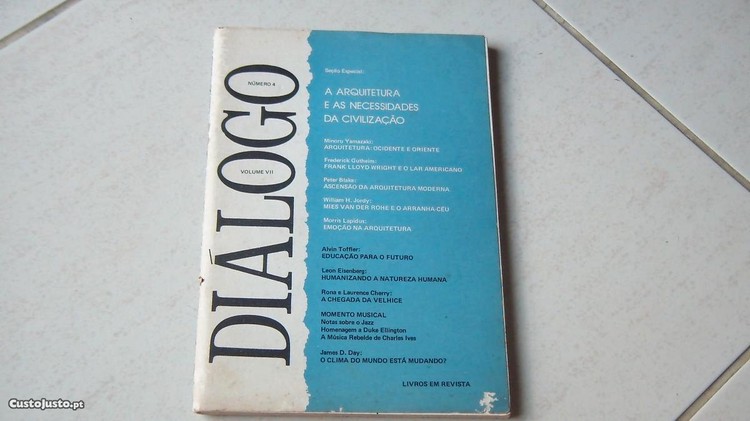 DIÁLOGO
NÚMERO 4
VOLUME VII
Seção Especial:
A ARQUITETURA
E AS NECESSIDADES
DA CIVILIZAÇÃO
Minoru Yamasaki:
ARQUITETURA: OCIDENTE E ORIENTE
Frederick Gutheim:
FRANK LLOYD WRIGHT E O LAR AMERICANO
Peter Blake:
ASCENSÃO DA ARQUITETURA MODERNA
William H. Jordy:
MIES VAN DER ROHE E O ARRANHA-CÉU
Morris Lapidus:
EMOÇÃO NA ARQUITETURA
Alvin Toffler:
EDUCAÇÃO PARA O FUTURO
Leon Eisenberg:
HUMANIZANDO A NATUREZA HUMANA
Rona e Laurence Cherry:
A CHEGADA DA VELHICE
MOMENTO MUSICAL
Notas sobre o Jazz
Homenagem a Duke Ellington
A Música Rebelde de Charles Ives
James D. Day:
O CLIMA DO MUNDO ESTÁ MUDANDO?
LIVROS EM REVISTA
CustoJusto.pt